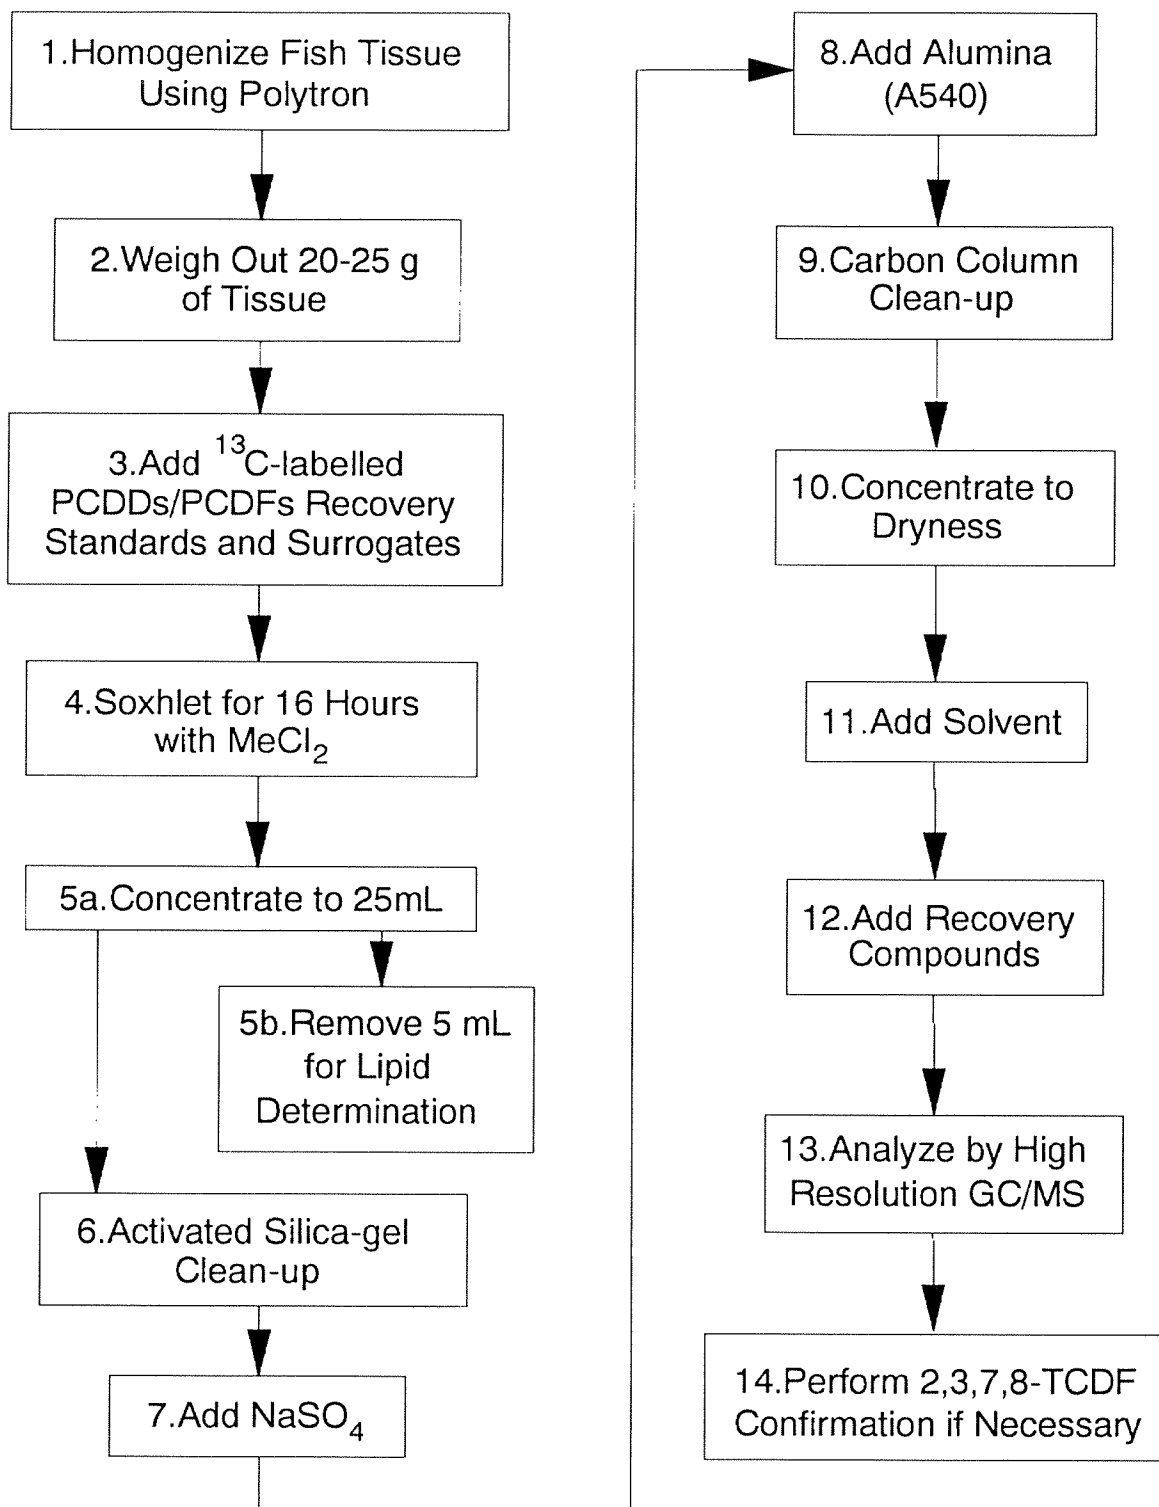 1.Homogenize Fish Tissue
Using Polytron
2.Weigh Out 20-25 g
of Tissue
3.Add ¹³C-labelled
PCDDs/PCDFs Recovery
Standards and Surrogates
4.Soxhlet for 16 Hours
with MeCl₂
5a.Concentrate to 25mL
5b.Remove 5 mL
for Lipid
Determination
6.Activated Silica-gel
Clean-up
7.Add NaSO₄
8.Add Alumina
(A540)
9.Carbon Column
Clean-up
10.Concentrate to
Dryness
11.Add Solvent
12.Add Recovery
Compounds
13.Analyze by High
Resolution GC/MS
14.Perform 2,3,7,8-TCDF
Confirmation if Necessary